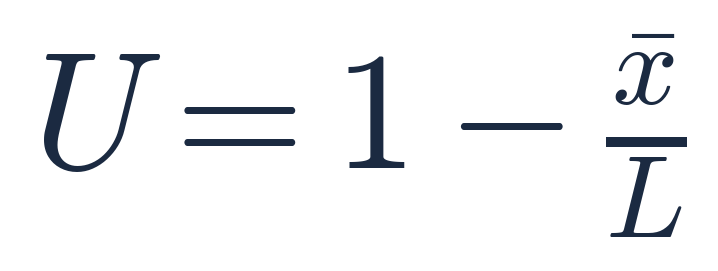 U = 1 − x̄/L